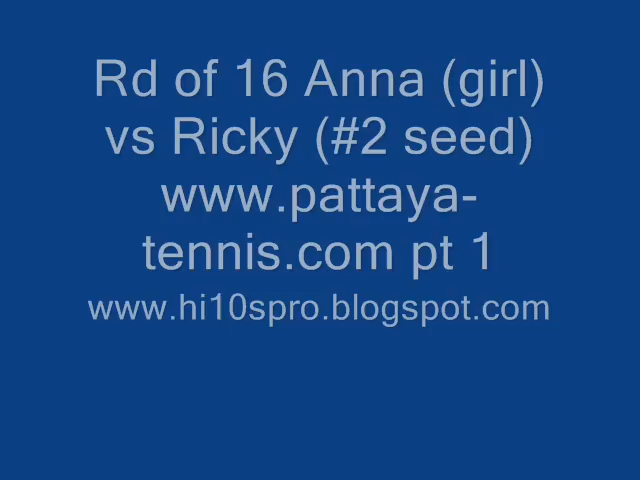 Rd of 16 Anna (girl)
vs Ricky (#2 seed)
www.pattaya-
tennis.com pt 1
www.hi10spro.blogspot.com